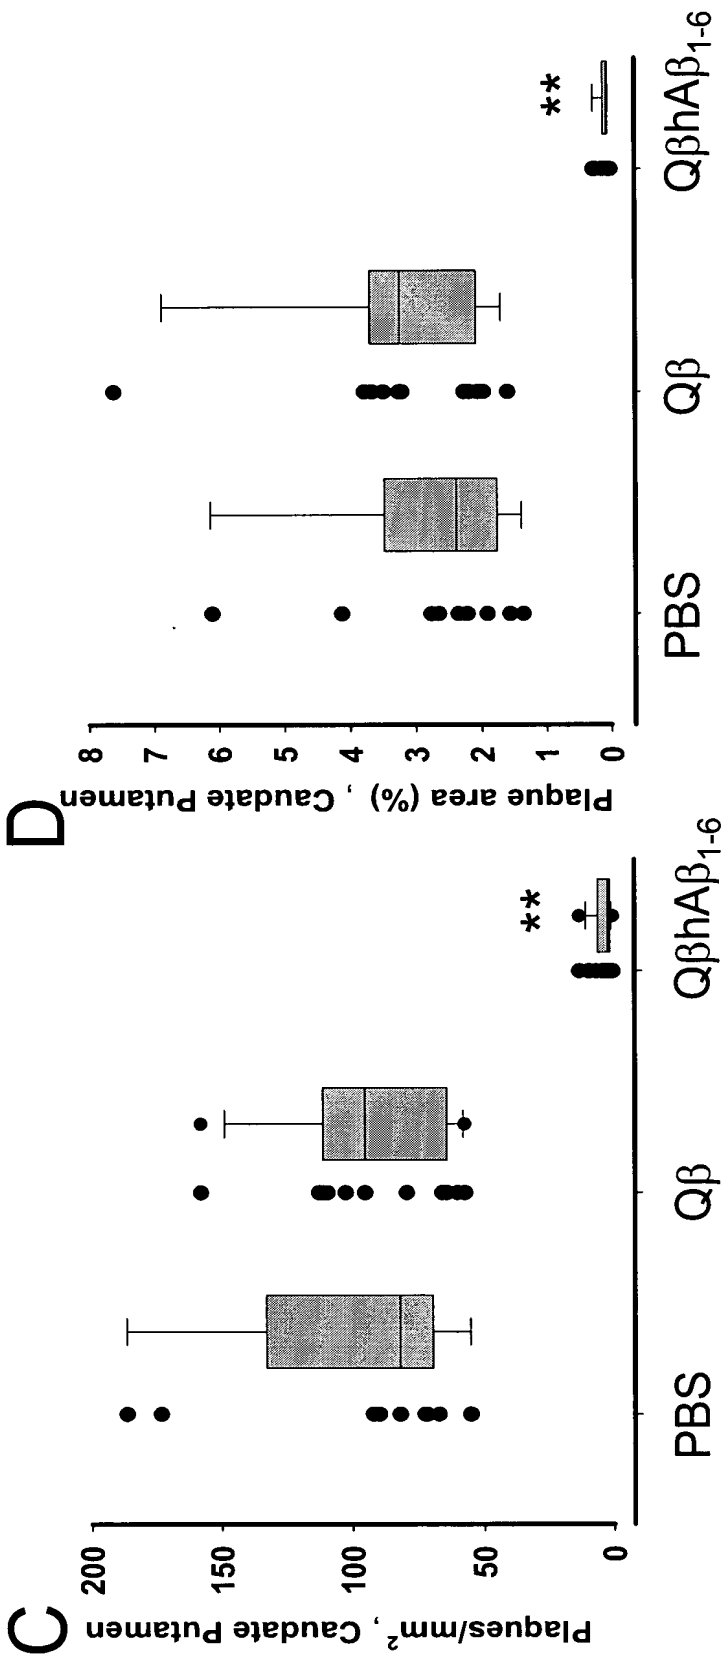 C
Plaques/mm², Caudate Putamen
200
150
100
50
0
**
PBS
Qβ
QβhAβ1-6
D
Plaque area (%) , Caudate Putamen
8
7
6
5
4
3
2
1
0
**
PBS
Qβ
QβhAβ1-6